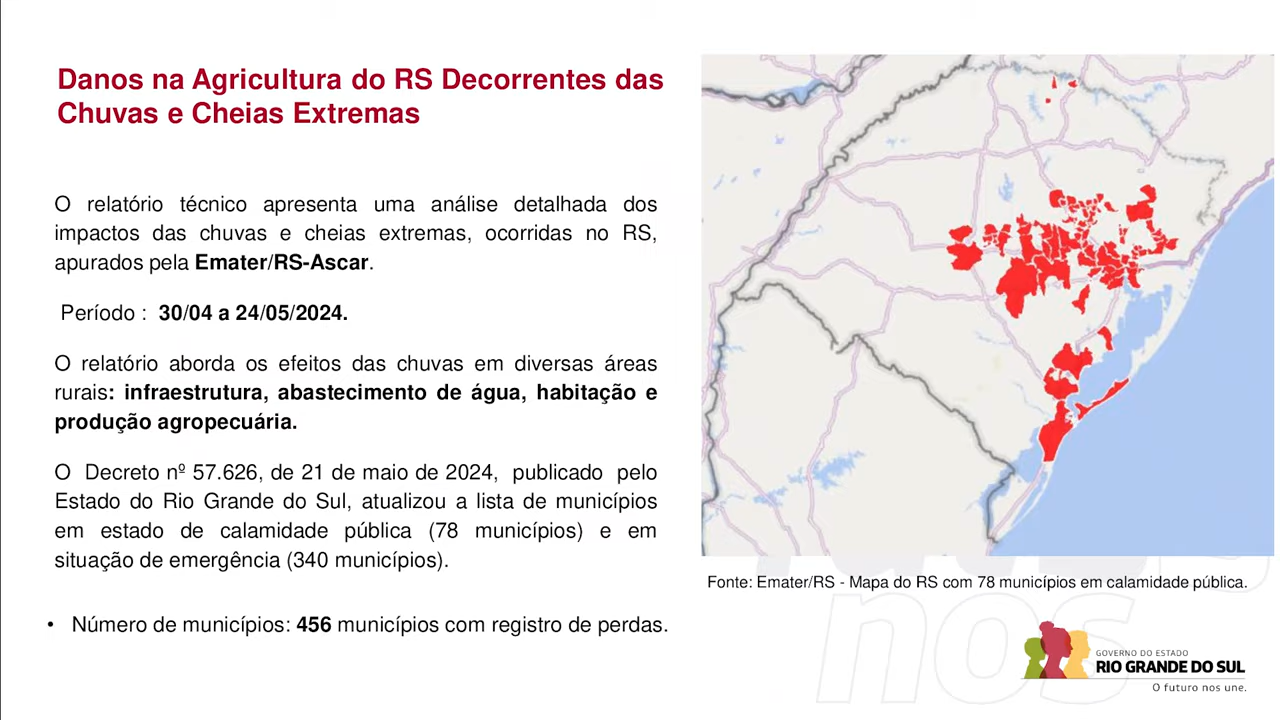 Danos na Agricultura do RS Decorrentes das
Chuvas e Cheias Extremas
O relatório técnico apresenta uma análise detalhada dos
impactos das chuvas e cheias extremas, ocorridas no RS,
apurados pela Emater/RS-Ascar.
Período : 30/04 a 24/05/2024.
O relatório aborda os efeitos das chuvas em diversas áreas
rurais: infraestrutura, abastecimento de água, habitação e
produção agropecuária.
O Decreto nº 57.626, de 21 de maio de 2024, publicado pelo
Estado do Rio Grande do Sul, atualizou a lista de municípios
em estado de calamidade pública (78 municípios) e em
situação de emergência (340 municípios).
• Número de municípios: 456 municípios com registro de perdas.
Fonte: Emater/RS - Mapa do RS com 78 municípios em calamidade pública.
nos
GOVERNO DO ESTADO
RIO GRANDE DO SUL
O futuro nos une.